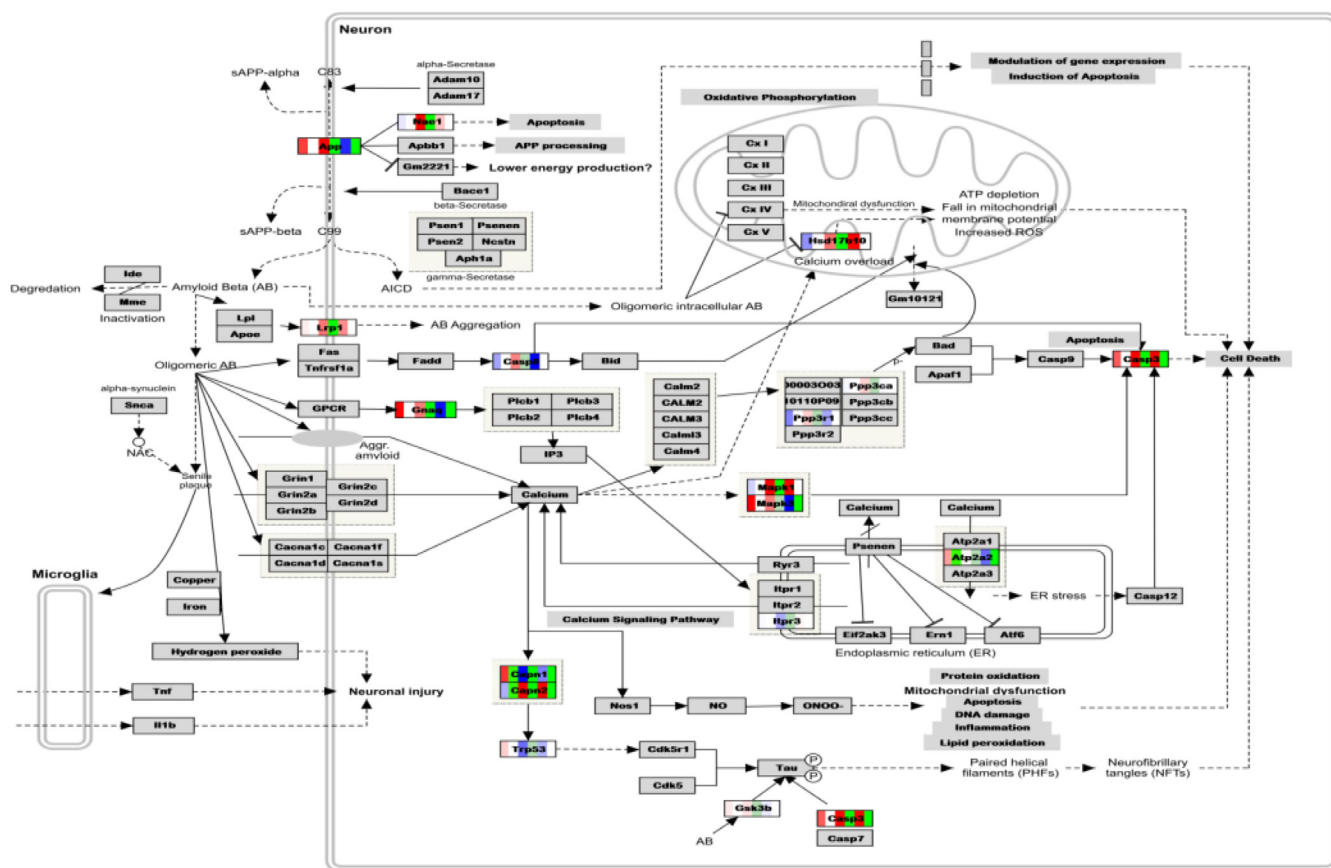 Neuron
alpha-Secretase
sAPP-alpha
C83
Adam10
Adam17
Modulation of gene expression
Induction of Apoptosis
Oxidative Phosphorylation
Nae1
Apoptosis
App
Apbb1
APP processing
Gm2221
Lower energy production?
Cx I
Cx II
Cx III
Cx IV
Cx V
Bace1
beta-Secretase
Mitochondiral dysfunction
ATP depletion
Fall in mitochondrial
membrane potential
Increased ROS
sAPP-beta
C99
Psen1
Psenen
Psen2
Ncstn
Aph1a
gamma-Secretase
Hsd17b10
Calcium overload
Ide
Degradation
Mme
Inactivation
Amyloid Beta (AB)
AICD
Oligomeric intracellular AB
Gm10121
Lpl
Apoe
Lrp1
AB Aggregation
Apoptosis
Oligomeric AB
Fas
Tnfrsf1a
Fadd
Bid
Bad
P-
Apaf1
Casp9
Casp3
Cell Death
alpha-synuclein
Snca
NAC
Senile
plaque
GPCR
Gnaq
Plcb1
Plcb3
Plcb2
Plcb4
IP3
Calm2
CALM2
CALM3
Calml3
Calm4
00003O03
Ppp3ca
I0110P09
Ppp3cb
Ppp3r1
Ppp3cc
Ppp3r2
Aggr.
amyloid
Grin1
Grin2a
Grin2b
Grin2c
Grin2d
Calcium
Mapk1
Calcium
Calcium
Cacna1c
Cacna1f
Cacna1d
Cacna1s
Psenen
Atp2a1
Atp2a2
Atp2a3
Ryr3
Itpr1
Itpr2
Itpr3
ER stress
Casp12
Microglia
Copper
Iron
Calcium Signaling Pathway
Eif2ak3
Ern1
Atf6
Endoplasmic reticulum (ER)
Hydrogen peroxide
Capn1
Capn2
Protein oxidation
Mitochondrial dysfunction
Apoptosis
DNA damage
Inflammation
Lipid peroxidation
Tnf
Neuronal injury
Nos1
NO
ONOO-
Il1b
Trp53
Cdk5r1
Cdk5
Tau
P
P
Paired helical
filaments (PHFs)
Neurofibrillary
tangles (NFTs)
Gsk3b
AB
Casp3
Casp7